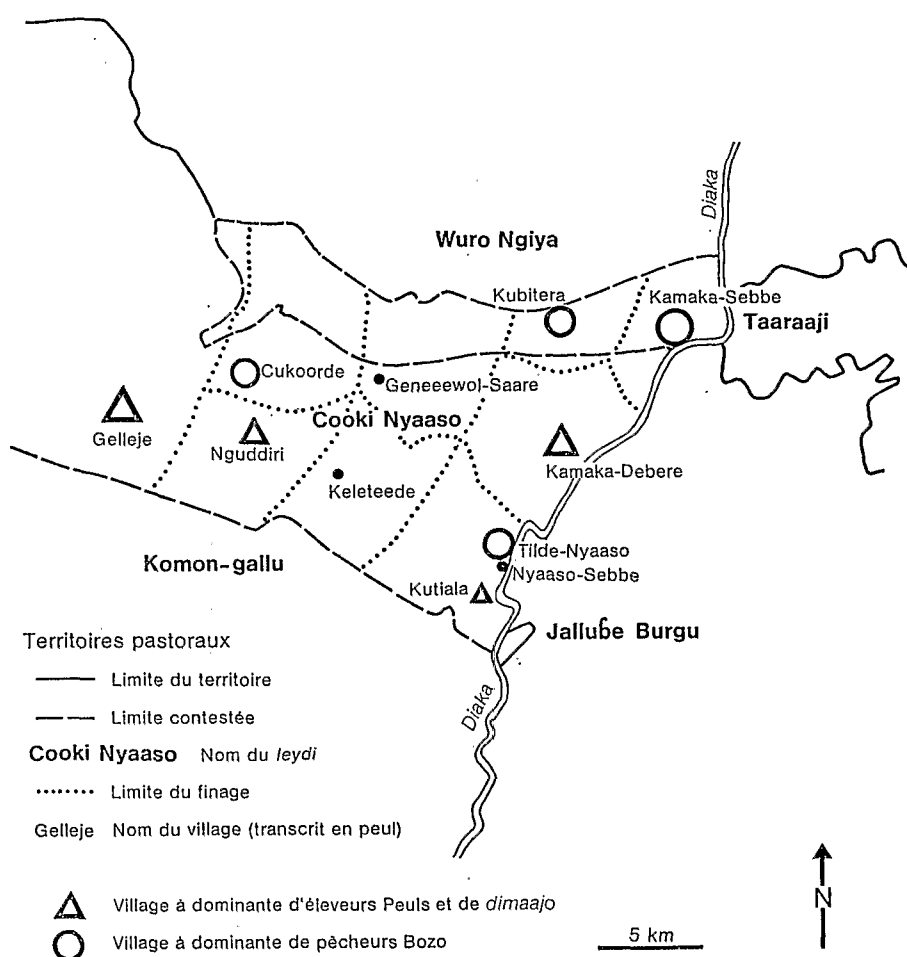 Diaka
Wuro Ngiya
Kubitera
Kamaka-Sebbe
Taaraaji
Cukoorde
Geneeewol-Saare
Cooki Nyaaso
Gelleje
Nguddiri
Kamaka-Debere
Keleteede
Tilde-Nyaaso
Komon-gallu
Nyaaso-Sebbe
Kutiala
Jalluɓe Burgu
Diaka
Territoires pastoraux
Limite du territoire
Limite contestée
Cooki Nyaaso Nom du leydi
Limite du finage
Gelleje Nom du village (transcrit en peul)
N
Village à dominante d'éleveurs Peuls et de dimaajo
Village à dominante de pêcheurs Bozo
5 km